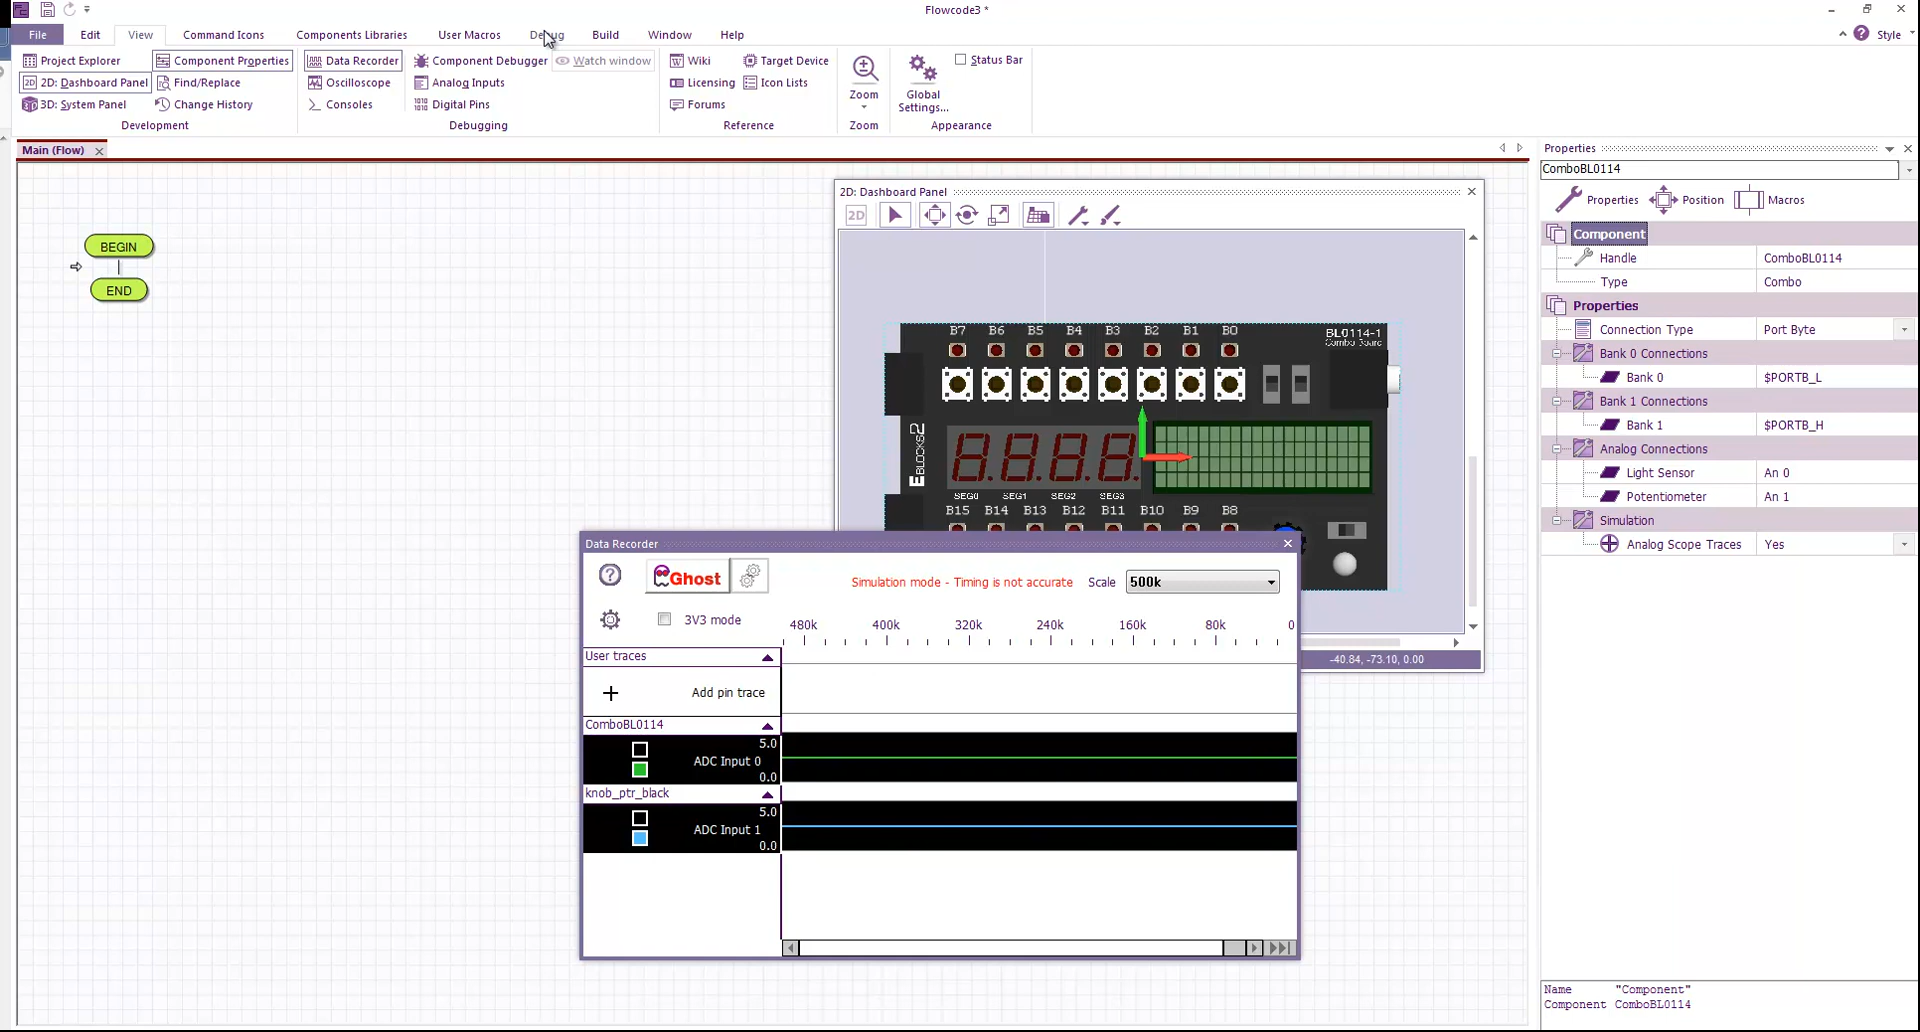 Flowcode3 *
File Edit View Command Icons Components Libraries User Macros Debug Build Window Help Style
Project Explorer Component Properties Data Recorder Component Debugger Watch window Wiki Target Device Status Bar
2D: Dashboard Panel Find/Replace Oscilloscope Analog Inputs Licensing Icon Lists Zoom Global Settings...
3D: System Panel Change History Consoles Digital Pins Forums
Development Debugging Reference Zoom Appearance
Main (Flow)
BEGIN
END
2D: Dashboard Panel
2D
B7 B6 B5 B4 B3 B2 B1 B0
BL0114-1
Combo Board
EBLOCKS2
8.8.8.8.
SEG0 SEG1 SEG2 SEG3
B15 B14 B13 B12 B11 B10 B9 B8
-40.84, -73.10, 0.00
Data Recorder
Ghost
Simulation mode - Timing is not accurate Scale 500k
3V3 mode
480k 400k 320k 240k 160k 80k 0
User traces
Add pin trace
ComboBL0114
5.0
ADC Input 0
0.0
knob_ptr_black
5.0
ADC Input 1
0.0
Properties
ComboBL0114
Properties Position Macros
Component
Handle ComboBL0114
Type Combo
Properties
Connection Type Port Byte
Bank 0 Connections
Bank 0 $PORTB_L
Bank 1 Connections
Bank 1 $PORTB_H
Analog Connections
Light Sensor An 0
Potentiometer An 1
Simulation
Analog Scope Traces Yes
Name "Component"
Component ComboBL0114